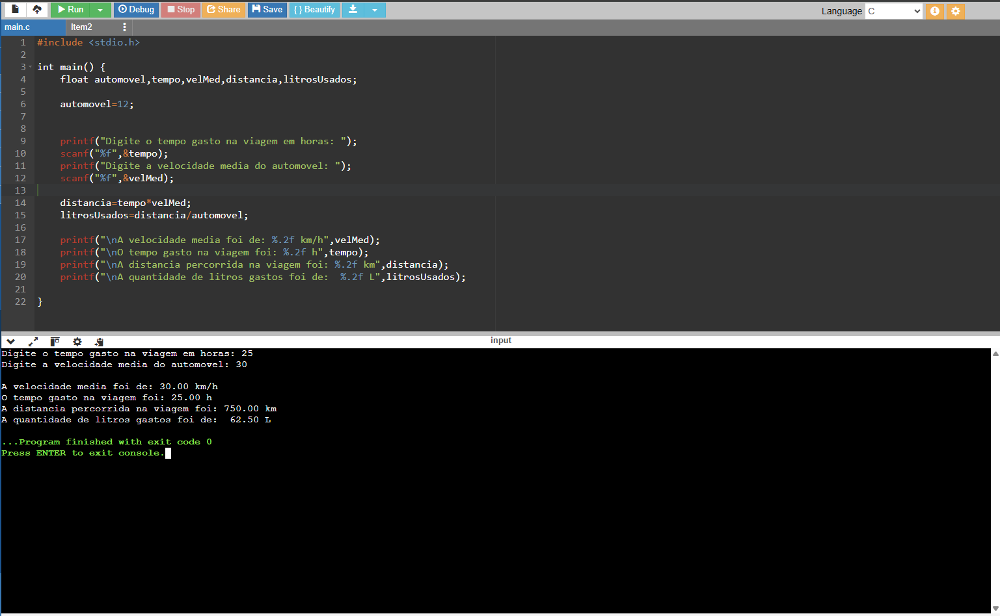 Run Debug Stop Share Save { } Beautify Language C
main.c Item2
1 #include <stdio.h>
2
3 int main() {
4     float automovel,tempo,velMed,distancia,litrosUsados;
5
6     automovel=12;
7
8
9     printf("Digite o tempo gasto na viagem em horas: ");
10     scanf("%f",&tempo);
11     printf("Digite a velocidade media do automovel: ");
12     scanf("%f",&velMed);
13
14     distancia=tempo*velMed;
15     litrosUsados=distancia/automovel;
16
17     printf("\nA velocidade media foi de: %.2f km/h",velMed);
18     printf("\nO tempo gasto na viagem foi: %.2f h",tempo);
19     printf("\nA distancia percorrida na viagem foi: %.2f km",distancia);
20     printf("\nA quantidade de litros gastos foi de:  %.2f L",litrosUsados);
21
22 }
input
Digite o tempo gasto na viagem em horas: 25
Digite a velocidade media do automovel: 30
A velocidade media foi de: 30.00 km/h
O tempo gasto na viagem foi: 25.00 h
A distancia percorrida na viagem foi: 750.00 km
A quantidade de litros gastos foi de:  62.50 L
...Program finished with exit code 0
Press ENTER to exit console.